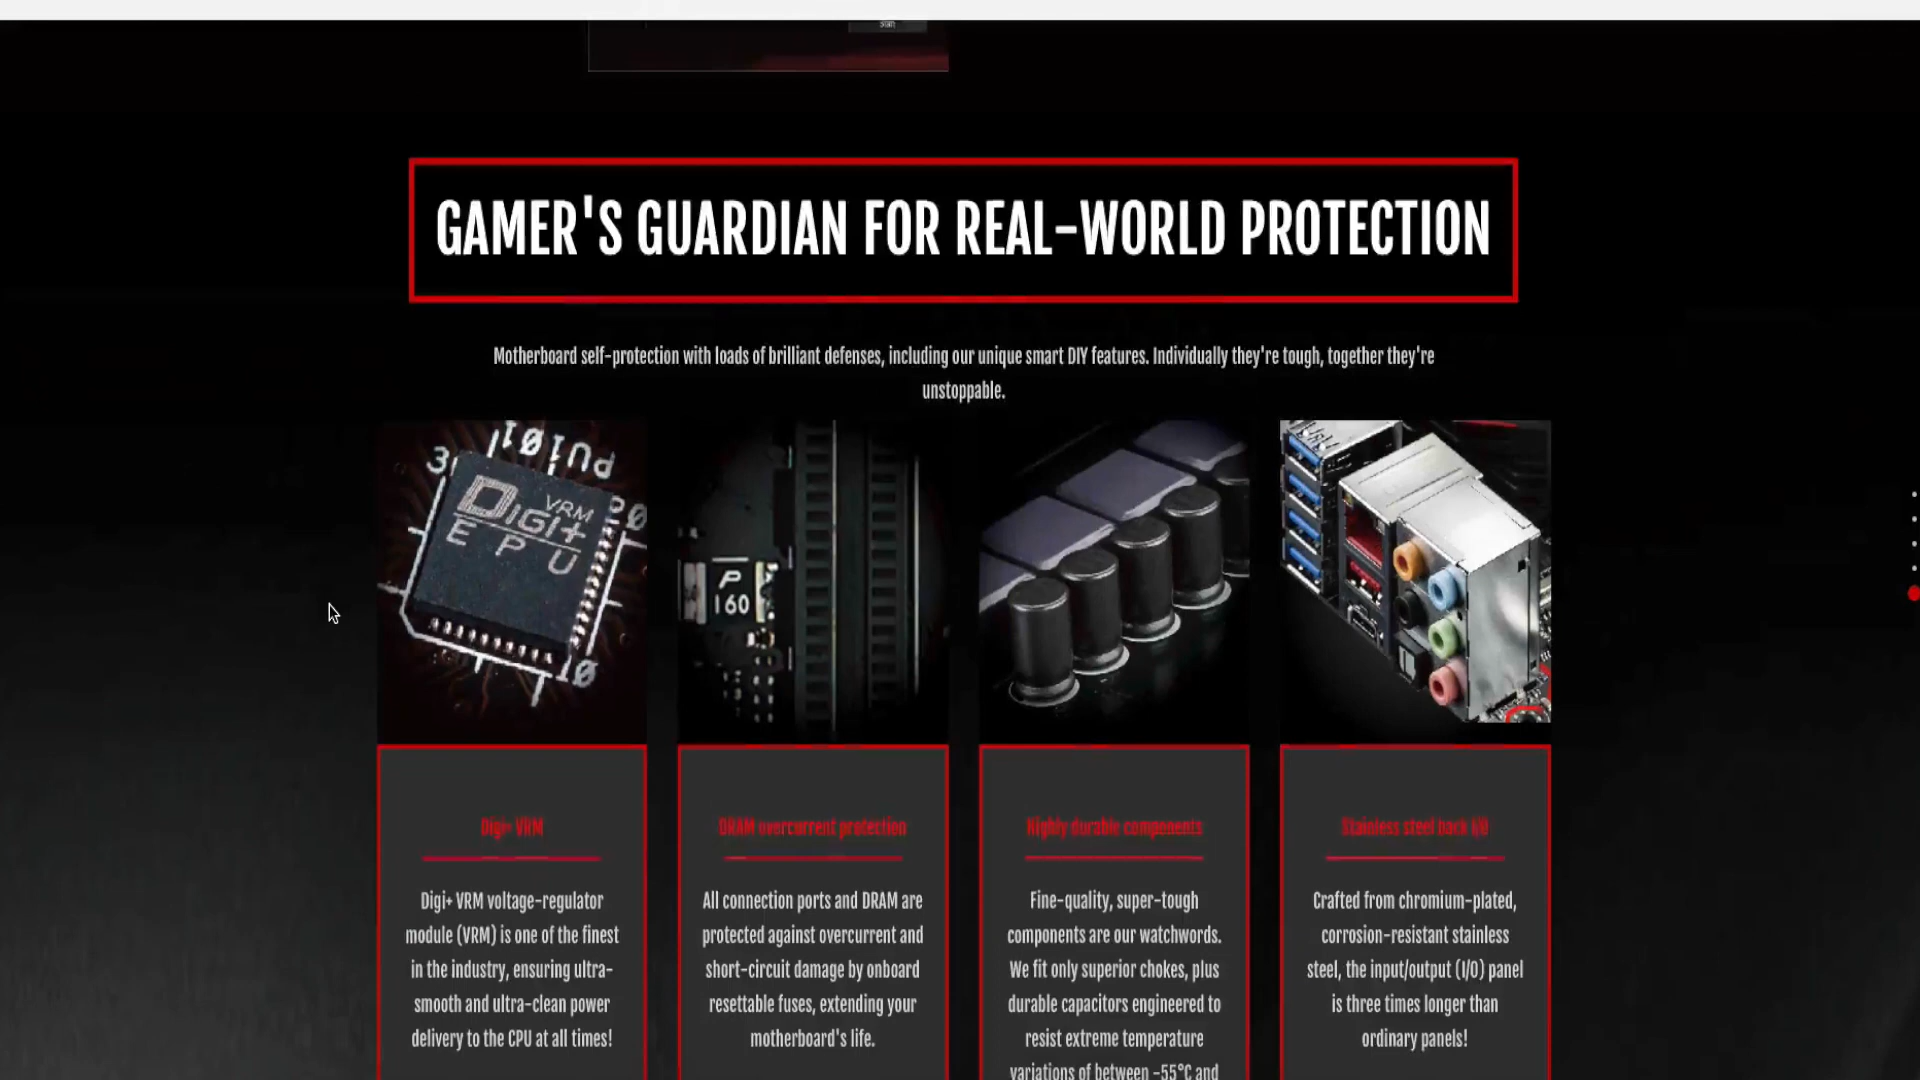 GAMER'S GUARDIAN FOR REAL-WORLD PROTECTION
Motherboard self-protection with loads of brilliant defenses, including our unique smart DIY features. Individually they're tough, together they're
unstoppable.
PU101
DIGI+ VRM
EPU
10
P
160
Digi+ VRM
Digi+ VRM voltage-regulator
module (VRM) is one of the finest
in the industry, ensuring ultra-
smooth and ultra-clean power
delivery to the CPU at all times!
DRAM overcurrent protection
All connection ports and DRAM are
protected against overcurrent and
short-circuit damage by onboard
resettable fuses, extending your
motherboard's life.
Highly durable components
Fine-quality, super-tough
components are our watchwords.
We fit only superior chokes, plus
durable capacitors engineered to
resist extreme temperature
variations of between -55°C and
Stainless steel back I/O
Crafted from chromium-plated,
corrosion-resistant stainless
steel, the input/output (I/O) panel
is three times longer than
ordinary panels!